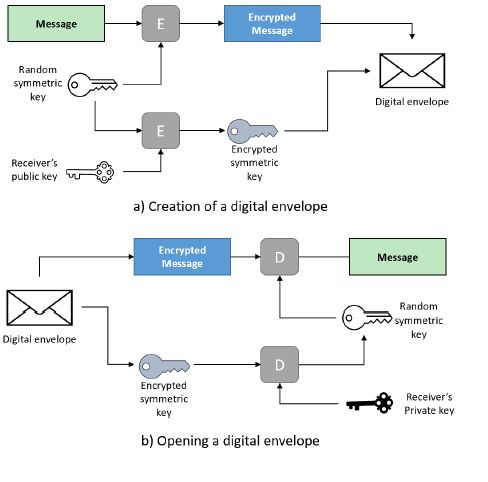 Message
E
Encrypted
Message
Random
symmetric
key
Digital envelope
E
Receiver's
public key
Encrypted
symmetric
key
a) Creation of a digital envelope
Encrypted
Message
D
Message
Digital envelope
Random
symmetric
key
D
Encrypted
symmetric
key
Receiver's
Private key
b) Opening a digital envelope